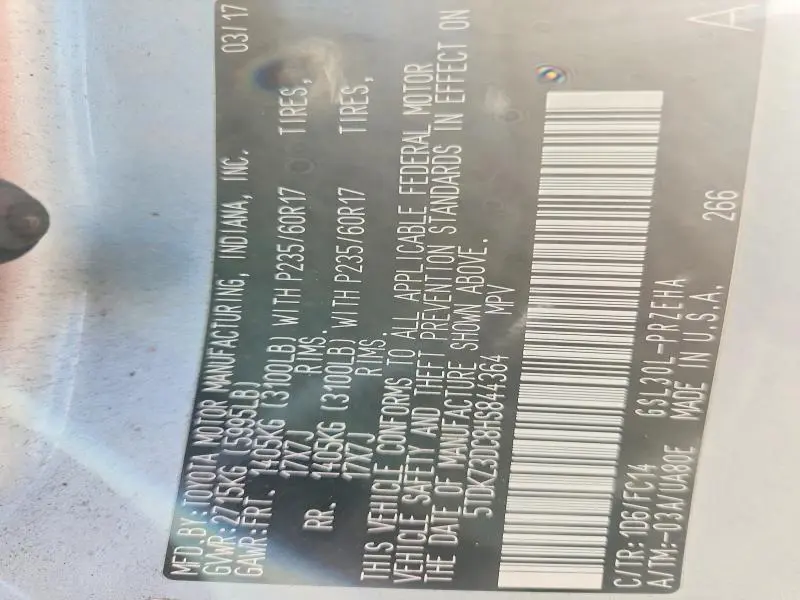 MFD.BY:TOYOTA MOTOR MANUFACTURING, INDIANA, INC. 03/17
GVWR:2715KG (5995LB)
GAWR:FRT. 1405KG (3100LB) WITH P235/60R17 TIRES,
17X7J RIMS.
RR. 1405KG (3100LB) WITH P235/60R17 TIRES,
17X7J RIMS.
THIS VEHICLE CONFORMS TO ALL APPLICABLE FEDERAL MOTOR
VEHICLE SAFETY AND THEFT PREVENTION STANDARDS IN EFFECT ON
THE DATE OF MANUFACTURE SHOWN ABOVE.
5TDKZ3DC8HS844364 MPV
C/TR:1D6/FC14 GSL30L-PRZEHA
A/TM:-03A/UA80E MADE IN U.S.A. 266 A